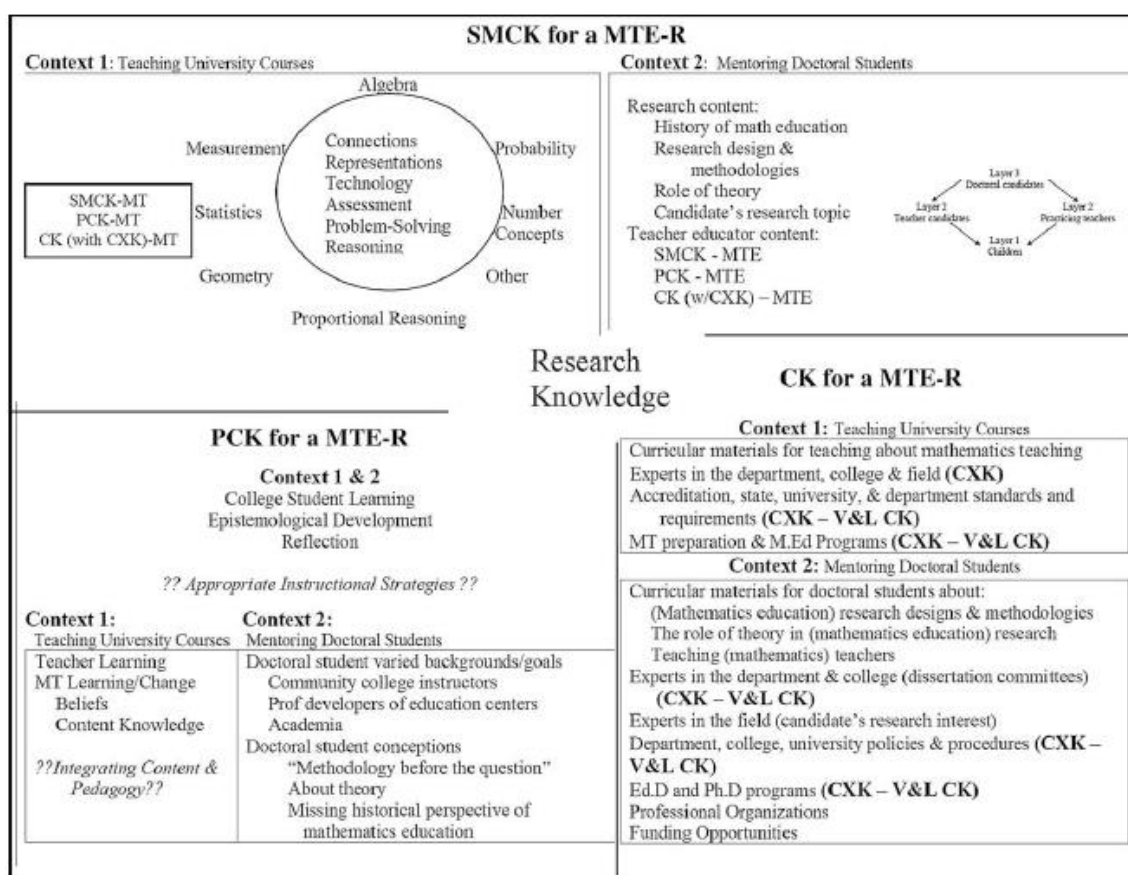 SMCK for a MTE-R
Context 1: Teaching University Courses
Algebra
Measurement
Probability
Connections
Representations
Technology
Assessment
Problem-Solving
Reasoning
SMCK-MT
PCK-MT
CK (with CXK)-MT
Statistics
Number
Concepts
Geometry
Other
Proportional Reasoning
Context 2: Mentoring Doctoral Students
Research content:
History of math education
Research design &
methodologies
Role of theory
Candidate's research topic
Teacher educator content:
SMCK - MTE
PCK - MTE
CK (w/CXK) – MTE
Layer 3
Doctoral candidates
Layer 2
Teacher candidates
Layer 2
Practicing teachers
Layer 1
Children
Research
Knowledge
PCK for a MTE-R
Context 1 & 2
College Student Learning
Epistemological Development
Reflection
?? Appropriate Instructional Strategies ??
Context 1:
Teaching University Courses
Teacher Learning
MT Learning/Change
Beliefs
Content Knowledge
??Integrating Content &
Pedagogy??
Context 2:
Mentoring Doctoral Students
Doctoral student varied backgrounds/goals
Community college instructors
Prof developers of education centers
Academia
Doctoral student conceptions
"Methodology before the question"
About theory
Missing historical perspective of
mathematics education
CK for a MTE-R
Context 1: Teaching University Courses
Curricular materials for teaching about mathematics teaching
Experts in the department, college & field (CXK)
Accreditation, state, university, & department standards and
requirements (CXK – V&L CK)
MT preparation & M.Ed Programs (CXK – V&L CK)
Context 2: Mentoring Doctoral Students
Curricular materials for doctoral students about:
(Mathematics education) research designs & methodologies
The role of theory in (mathematics education) research
Teaching (mathematics) teachers
Experts in the department & college (dissertation committees)
(CXK – V&L CK)
Experts in the field (candidate's research interest)
Department, college, university policies & procedures (CXK –
V&L CK)
Ed.D and Ph.D programs (CXK – V&L CK)
Professional Organizations
Funding Opportunities